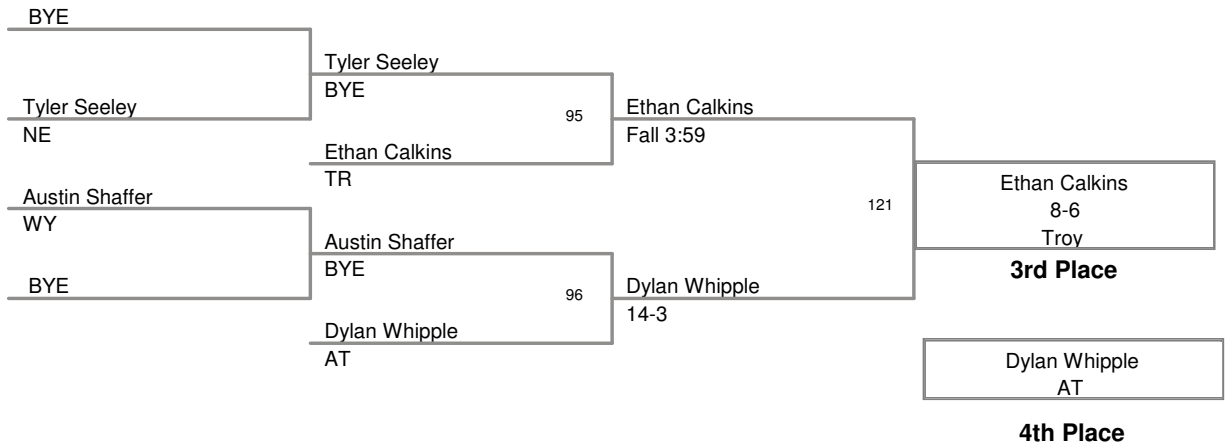 BYE
Tyler Seeley
BYE
Tyler Seeley
NE
95
Ethan Calkins
Fall 3:59
Ethan Calkins
TR
Austin Shaffer
WY
121
Ethan Calkins
8-6
Troy
3rd Place
Austin Shaffer
BYE
BYE
96
Dylan Whipple
14-3
Dylan Whipple
AT
Dylan Whipple
AT
4th Place